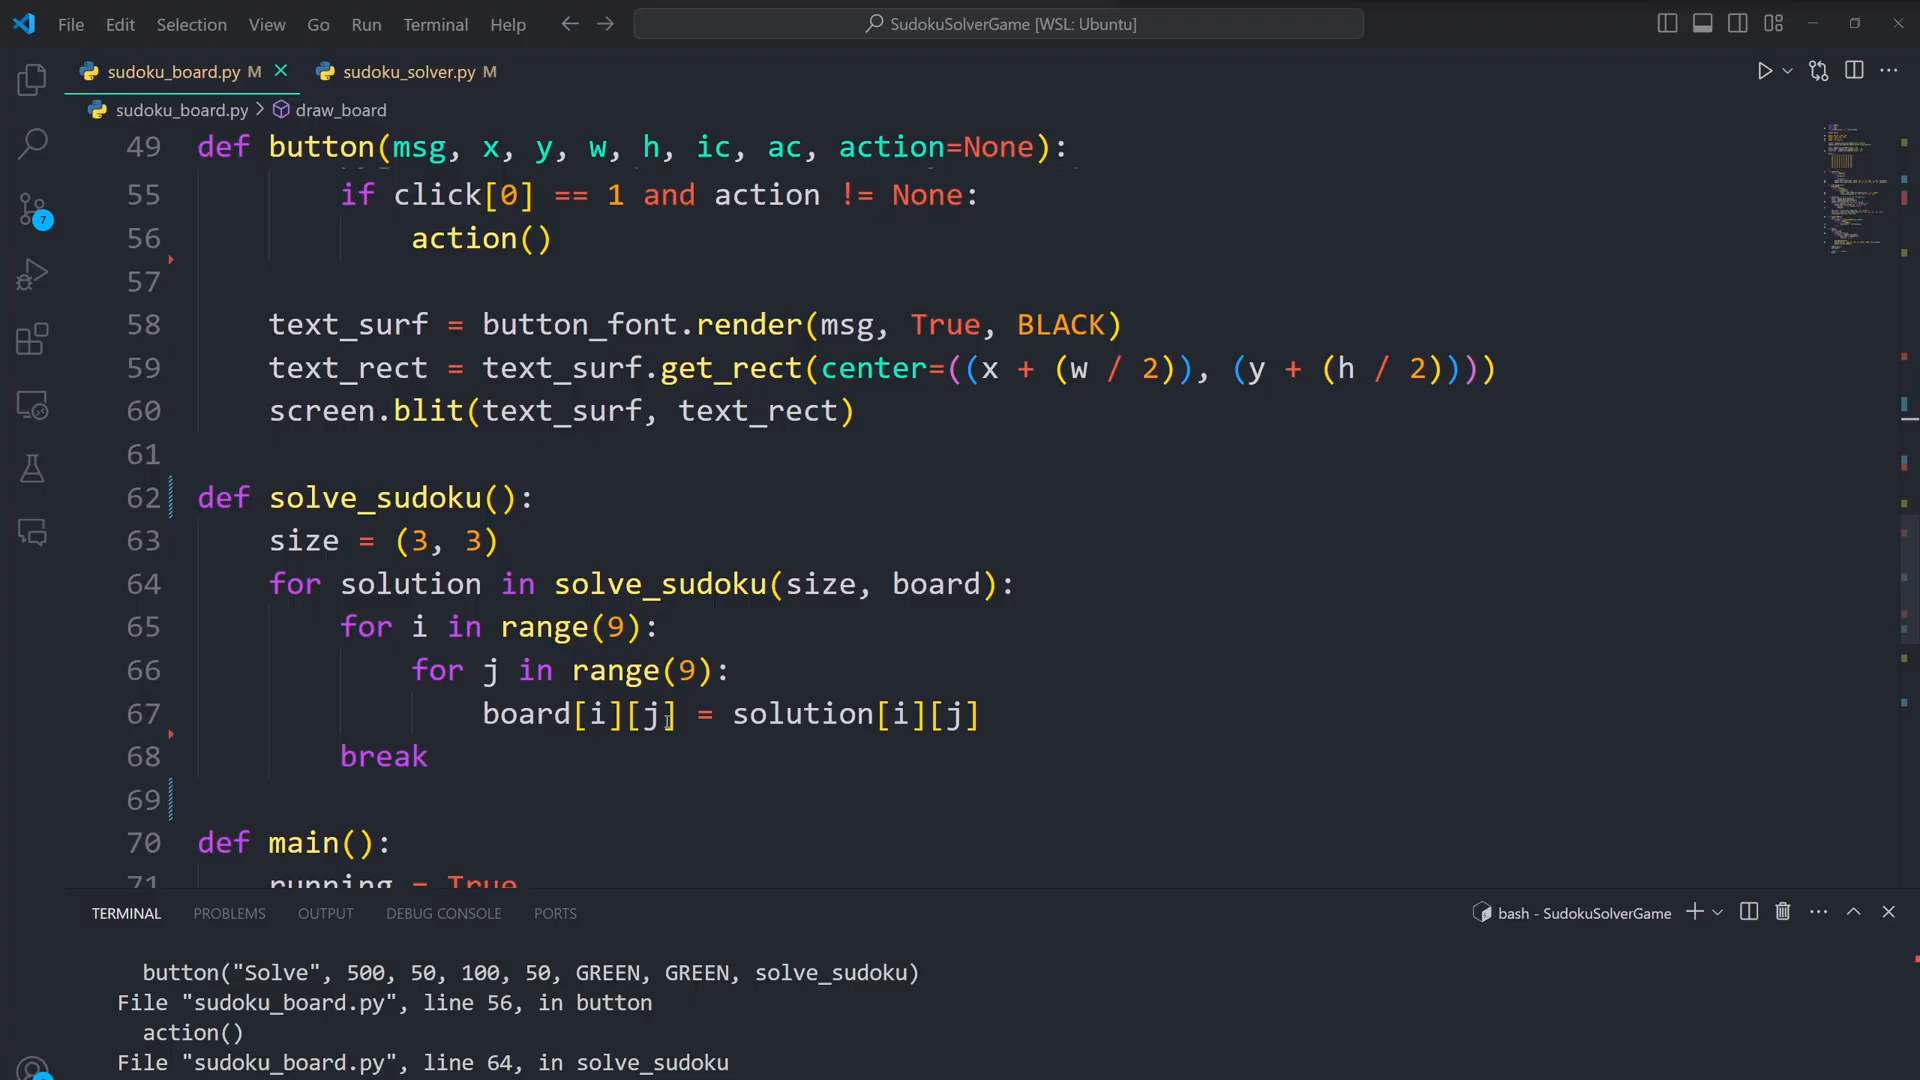 File Edit Selection View Go Run Terminal Help SudokuSolverGame [WSL: Ubuntu]
sudoku_board.py M sudoku_solver.py M
sudoku_board.py > draw_board
49 def button(msg, x, y, w, h, ic, ac, action=None):
55 if click[0] == 1 and action != None:
56 action()
57
58 text_surf = button_font.render(msg, True, BLACK)
59 text_rect = text_surf.get_rect(center=((x + (w / 2)), (y + (h / 2))))
60 screen.blit(text_surf, text_rect)
61
62 def solve_sudoku():
63 size = (3, 3)
64 for solution in solve_sudoku(size, board):
65 for i in range(9):
66 for j in range(9):
67 board[i][j] = solution[i][j]
68 break
69
70 def main():
71 running = True
7
TERMINAL PROBLEMS OUTPUT DEBUG CONSOLE PORTS bash - SudokuSolverGame
button("Solve", 500, 50, 100, 50, GREEN, GREEN, solve_sudoku)
File "sudoku_board.py", line 56, in button
action()
File "sudoku_board.py", line 64, in solve_sudoku